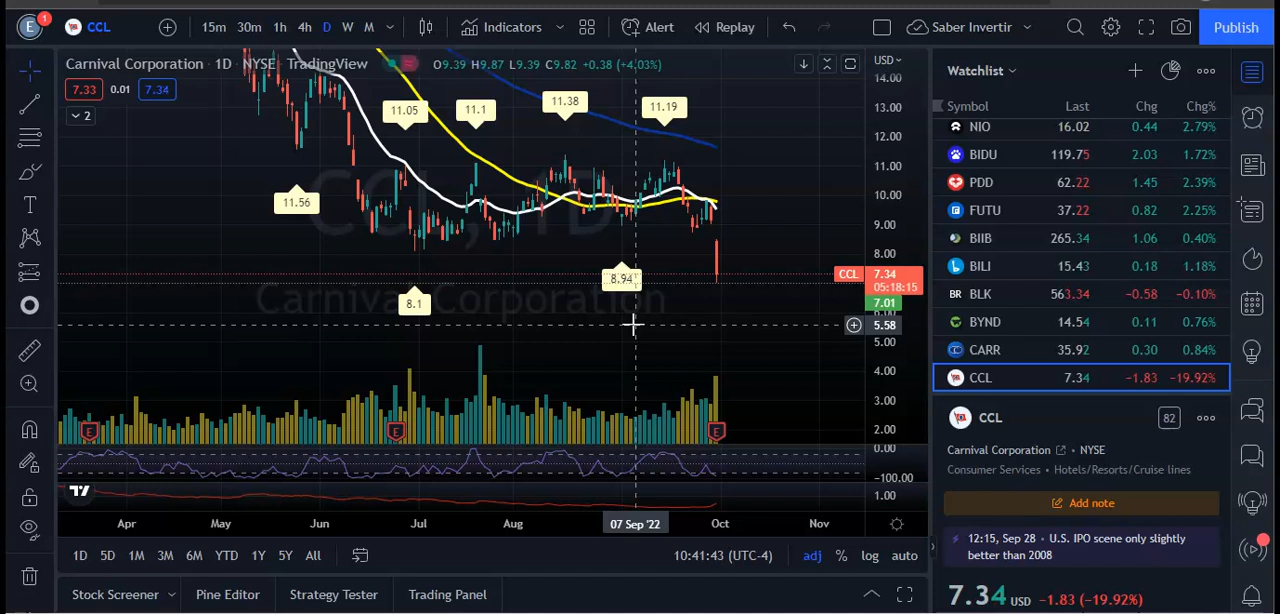 E 1 CCL 15m 30m 1h 4h D W M Indicators Alert Replay Saber Invertir Publish
Carnival Corporation · 1D · NYSE · TradingView O9.39 H9.87 L9.39 C9.82 +0.38 (+4.03%)
7.33 0.01 7.34
2
USD
14.00
13.00
12.00
11.00
10.00
9.00
8.00
CCL 7.34
05:18:15
7.01
6.00
5.58
5.00
4.00
3.00
2.00
0.00
−100.00
1.00
11.05
11.1
11.38
11.19
11.56
8.94
8.1
CCL, 1D
Carnival Corporation
E E E
Apr May Jun Jul Aug 07 Sep '22 Oct Nov
1D 5D 1M 3M 6M YTD 1Y 5Y All 10:41:43 (UTC-4) adj % log auto
Stock Screener Pine Editor Strategy Tester Trading Panel
Watchlist
Symbol Last Chg Chg%
NIO 16.02 0.44 2.79%
BIDU 119.75 2.03 1.72%
PDD 62.22 1.45 2.39%
FUTU 37.22 0.82 2.25%
BIIB 265.34 1.06 0.40%
BILI 15.43 0.18 1.18%
BLK 563.34 −0.58 −0.10%
BYND 14.54 0.11 0.76%
CARR 35.92 0.30 0.84%
CCL 7.34 −1.83 −19.92%
CCL 82
Carnival Corporation · NYSE
Consumer Services • Hotels/Resorts/Cruise lines
Add note
12:15, Sep 28 • U.S. IPO scene only slightly
better than 2008
7.34 USD −1.83 (−19.92%)